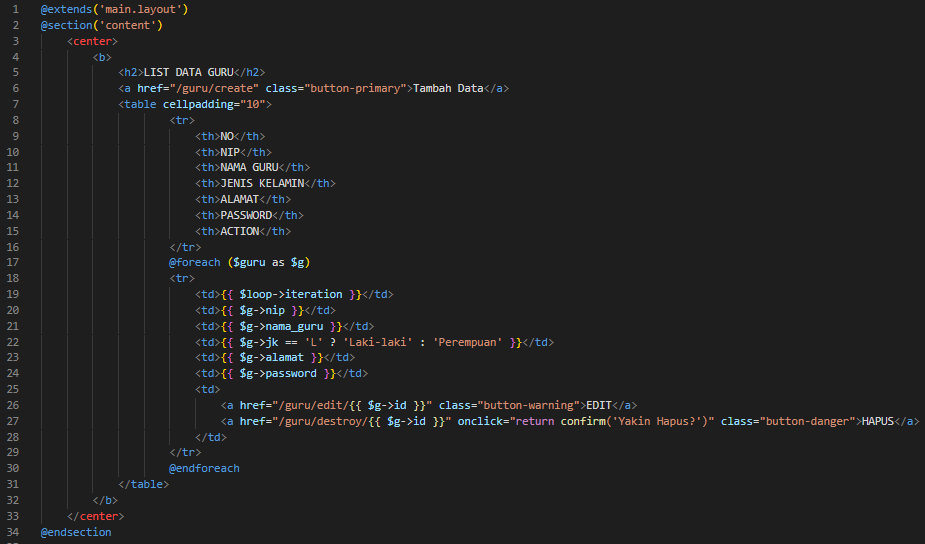 1 @extends('main.layout')
2 @section('content')
3 <center>
4 <b>
5 <h2>LIST DATA GURU</h2>
6 <a href="/guru/create" class="button-primary">Tambah Data</a>
7 <table cellpadding="10">
8 <tr>
9 <th>NO</th>
10 <th>NIP</th>
11 <th>NAMA GURU</th>
12 <th>JENIS KELAMIN</th>
13 <th>ALAMAT</th>
14 <th>PASSWORD</th>
15 <th>ACTION</th>
16 </tr>
17 @foreach ($guru as $g)
18 <tr>
19 <td>{{ $loop->iteration }}</td>
20 <td>{{ $g->nip }}</td>
21 <td>{{ $g->nama_guru }}</td>
22 <td>{{ $g->jk == 'L' ? 'Laki-laki' : 'Perempuan' }}</td>
23 <td>{{ $g->alamat }}</td>
24 <td>{{ $g->password }}</td>
25 <td>
26 <a href="/guru/edit/{{ $g->id }}" class="button-warning">EDIT</a>
27 <a href="/guru/destroy/{{ $g->id }}" onclick="return confirm('Yakin Hapus?')" class="button-danger">HAPUS</a>
28 </td>
29 </tr>
30 @endforeach
31 </table>
32 </b>
33 </center>
34 @endsection